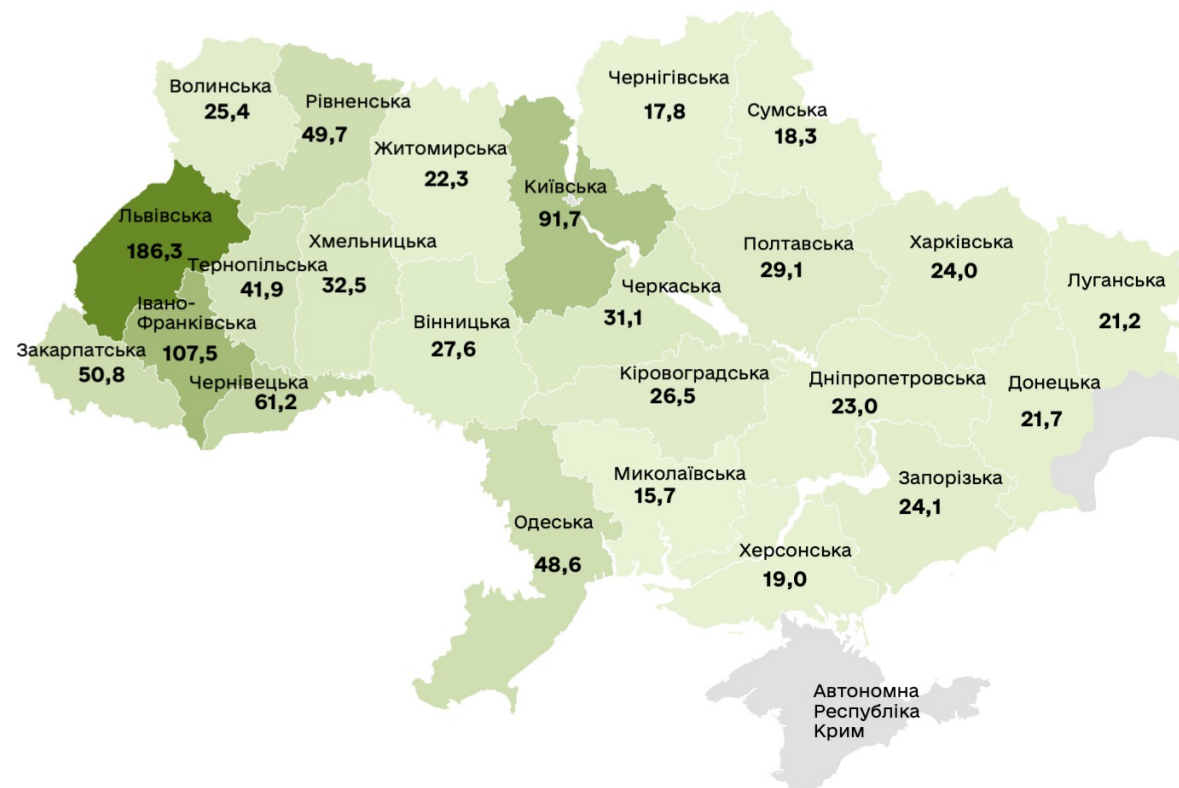 Волинська
25,4
Рівненська
49,7
Житомирська
22,3
Київська
91,7
Чернігівська
17,8
Сумська
18,3
Львівська
186,3
Тернопільська
41,9
Хмельницька
32,5
Івано-
Франківська
107,5
Закарпатська
50,8
Чернівецька
61,2
Вінницька
27,6
Черкаська
31,1
Полтавська
29,1
Харківська
24,0
Луганська
21,2
Кіровоградська
26,5
Дніпропетровська
23,0
Донецька
21,7
Миколаївська
15,7
Запорізька
24,1
Одеська
48,6
Херсонська
19,0
Автономна
Республіка
Крим